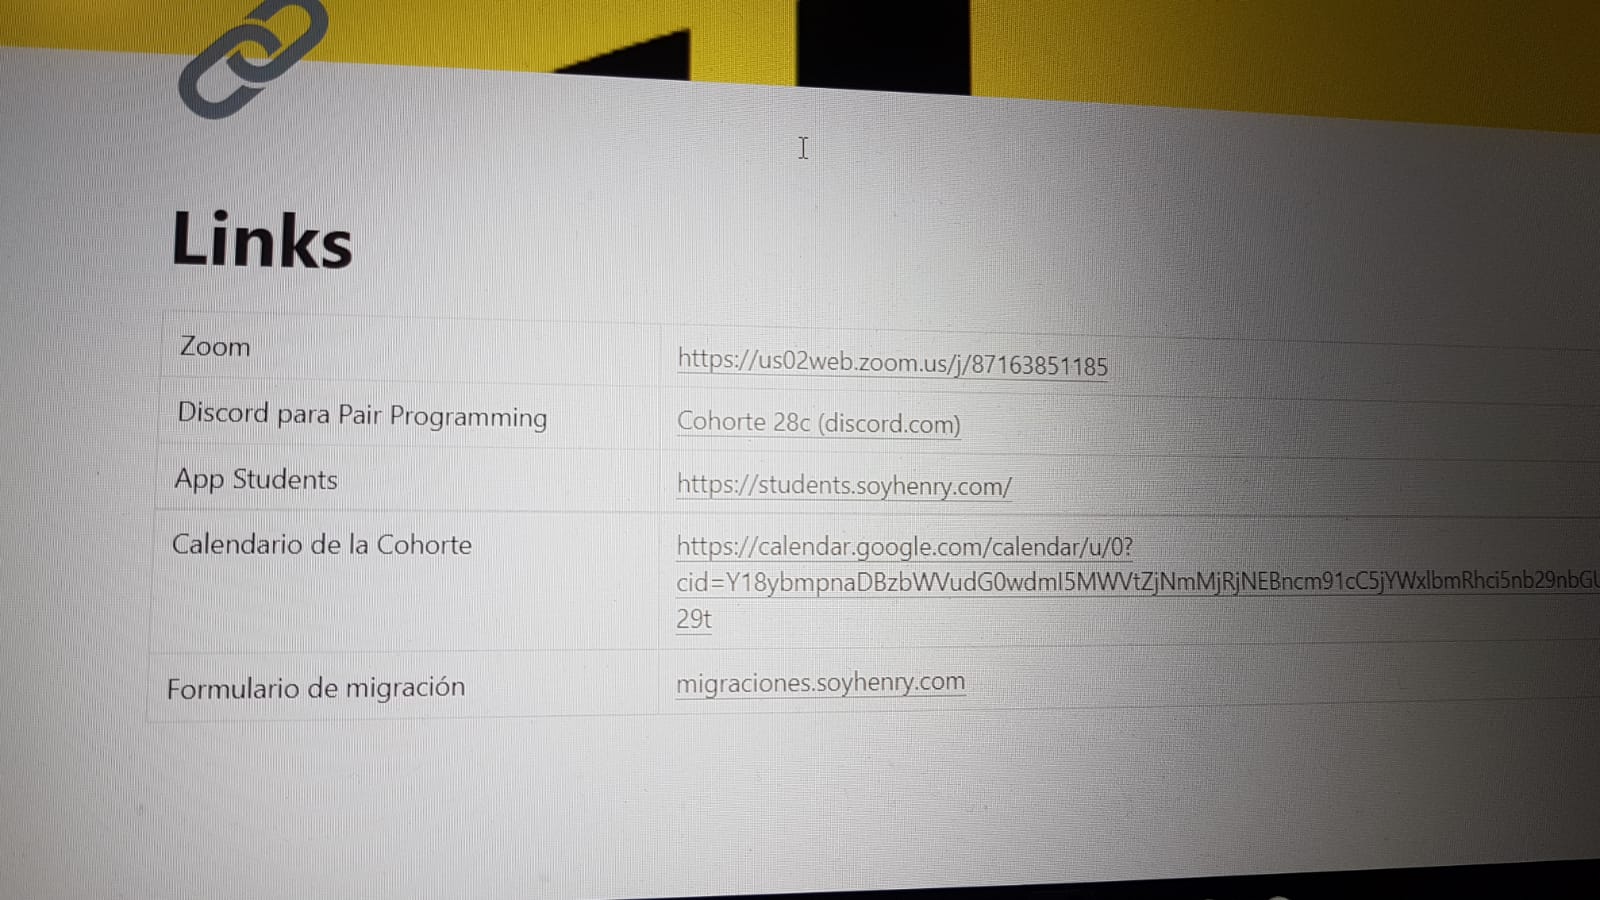 Links
Zoom
https://us02web.zoom.us/j/87163851185
Discord para Pair Programming
Cohorte 28c (discord.com)
App Students
https://students.soyhenry.com/
Calendario de la Cohorte
https://calendar.google.com/calendar/u/0?
cid=Y18ybmpnaDBzbWVudG0wdmI5MWVtZjNmMjRjNEBncm91cC5jYWxlbmRhci5nb29nbGU
29t
Formulario de migración
migraciones.soyhenry.com